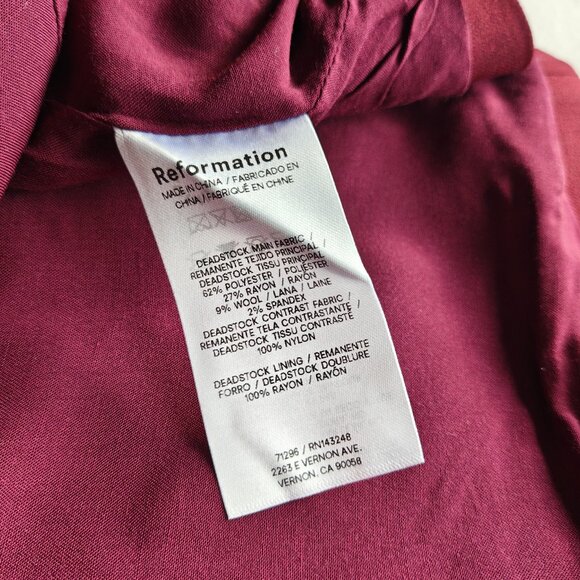 Reformation
MADE IN CHINA / FABRICADO EN
CHINA / FABRIQUÉ EN CHINE
DEADSTOCK MAIN FABRIC /
REMANENTE TEJIDO PRINCIPAL /
DEADSTOCK TISSU PRINCIPAL
62% POLYESTER / POLIÉSTER
27% RAYON / RAYÓN
9% WOOL / LANA / LAINE
2% SPANDEX
DEADSTOCK CONTRAST FABRIC /
REMANENTE TELA CONTRASTANTE /
DEADSTOCK TISSU CONTRASTÉ
100% NYLON
DEADSTOCK LINING / REMANENTE
FORRO / DEADSTOCK DOUBLURE
100% RAYON / RAYÓN
71296 / RN143248
2263 E VERNON AVE.
VERNON, CA 90058